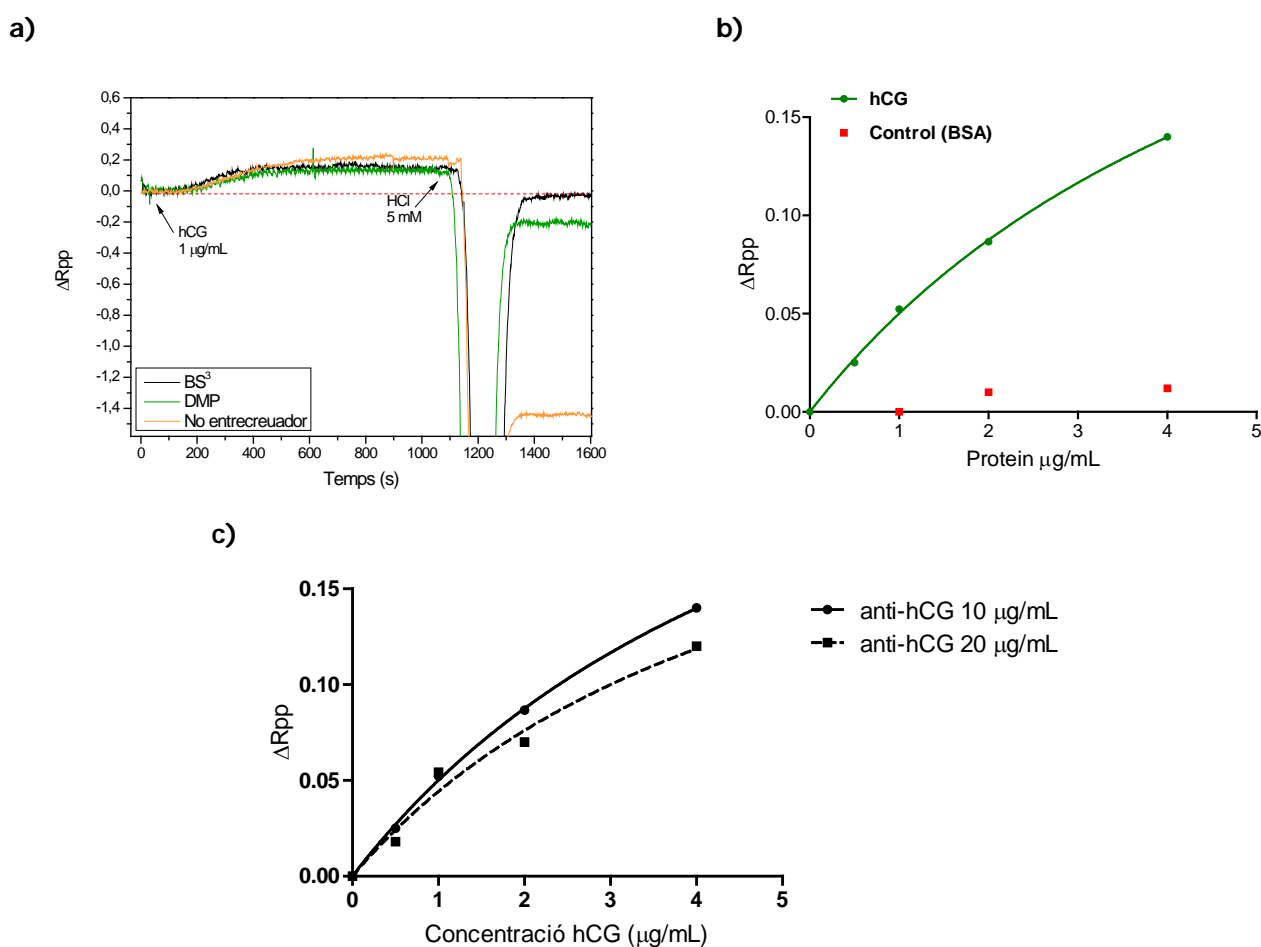 a)
0,6
0,4
0,2
0,0
-0,2
-0,4
-0,6
-0,8
-1,0
-1,2
-1,4
ΔRpp
hCG
1 μg/mL
HCl
5 mM
BS³
DMP
No entrecreuador
0
200
400
600
800
1000
1200
1400
1600
Temps (s)
b)
hCG
Control (BSA)
0.15
0.10
0.05
0.00
ΔRpp
0
1
2
3
4
5
Protein μg/mL
c)
0.15
0.10
0.05
0.00
ΔRpp
0
1
2
3
4
5
Concentració hCG (μg/mL)
anti-hCG 10 μg/mL
anti-hCG 20 μg/mL